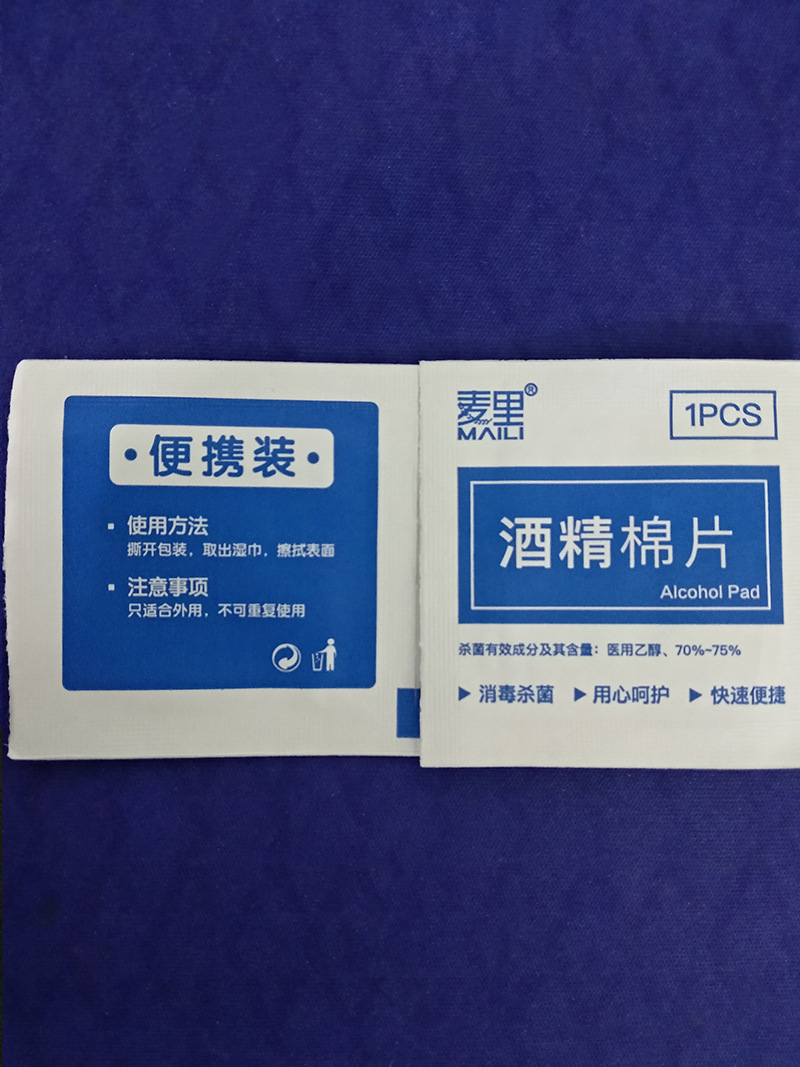 ·便携装·
使用方法
撕开包装，取出湿巾，擦拭表面
注意事项
只适合外用，不可重复使用
麦里®
MAILI
1PCS
酒精棉片
Alcohol Pad
杀菌有效成分及其含量：医用乙醇、70%~75%
▶ 消毒杀菌 ▶ 用心呵护 ▶ 快速便捷